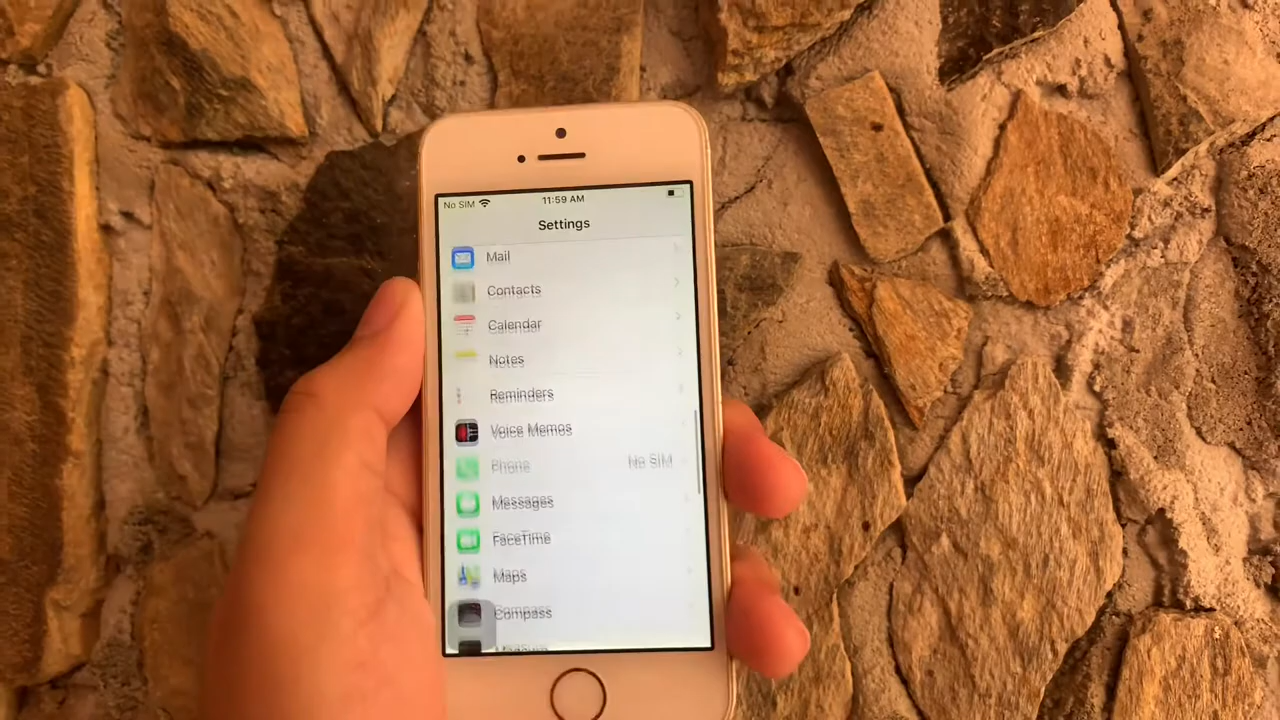 No SIM 11:59 AM
Settings
Mail
Contacts
Calendar
Notes
Reminders
Voice Memos
Phone No SIM
Messages
FaceTime
Maps
Compass
Measure